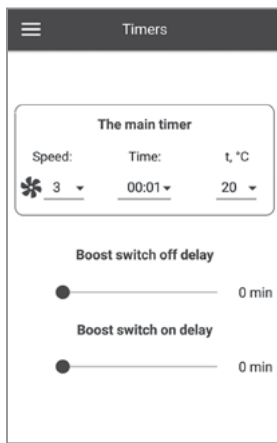 Timers
The main timer
Speed: Time: t, °C
3 00:01 20
Boost switch off delay
0 min
Boost switch on delay
0 min